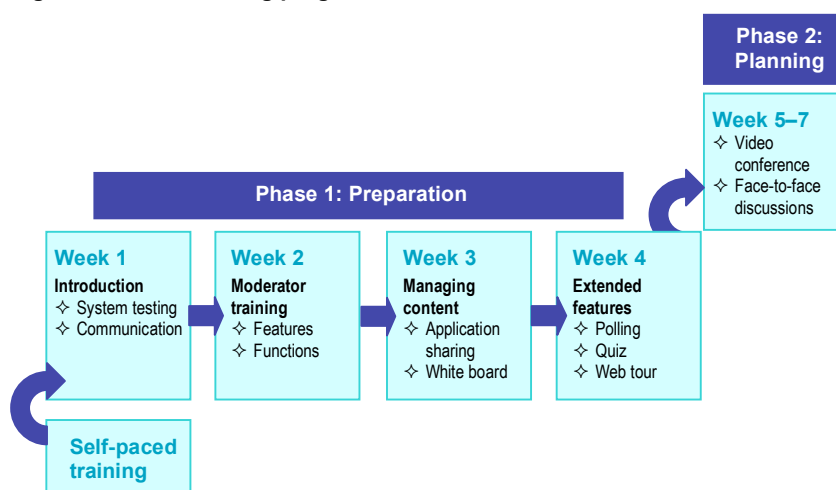 Phase 2:
Planning
Week 5–7
✧ Video
conference
✧ Face-to-face
discussions
Phase 1: Preparation
Week 1
Introduction
✧ System testing
✧ Communication
Week 2
Moderator
training
✧ Features
✧ Functions
Week 3
Managing
content
✧ Application
sharing
✧ White board
Week 4
Extended
features
✧ Polling
✧ Quiz
✧ Web tour
Self-paced
training